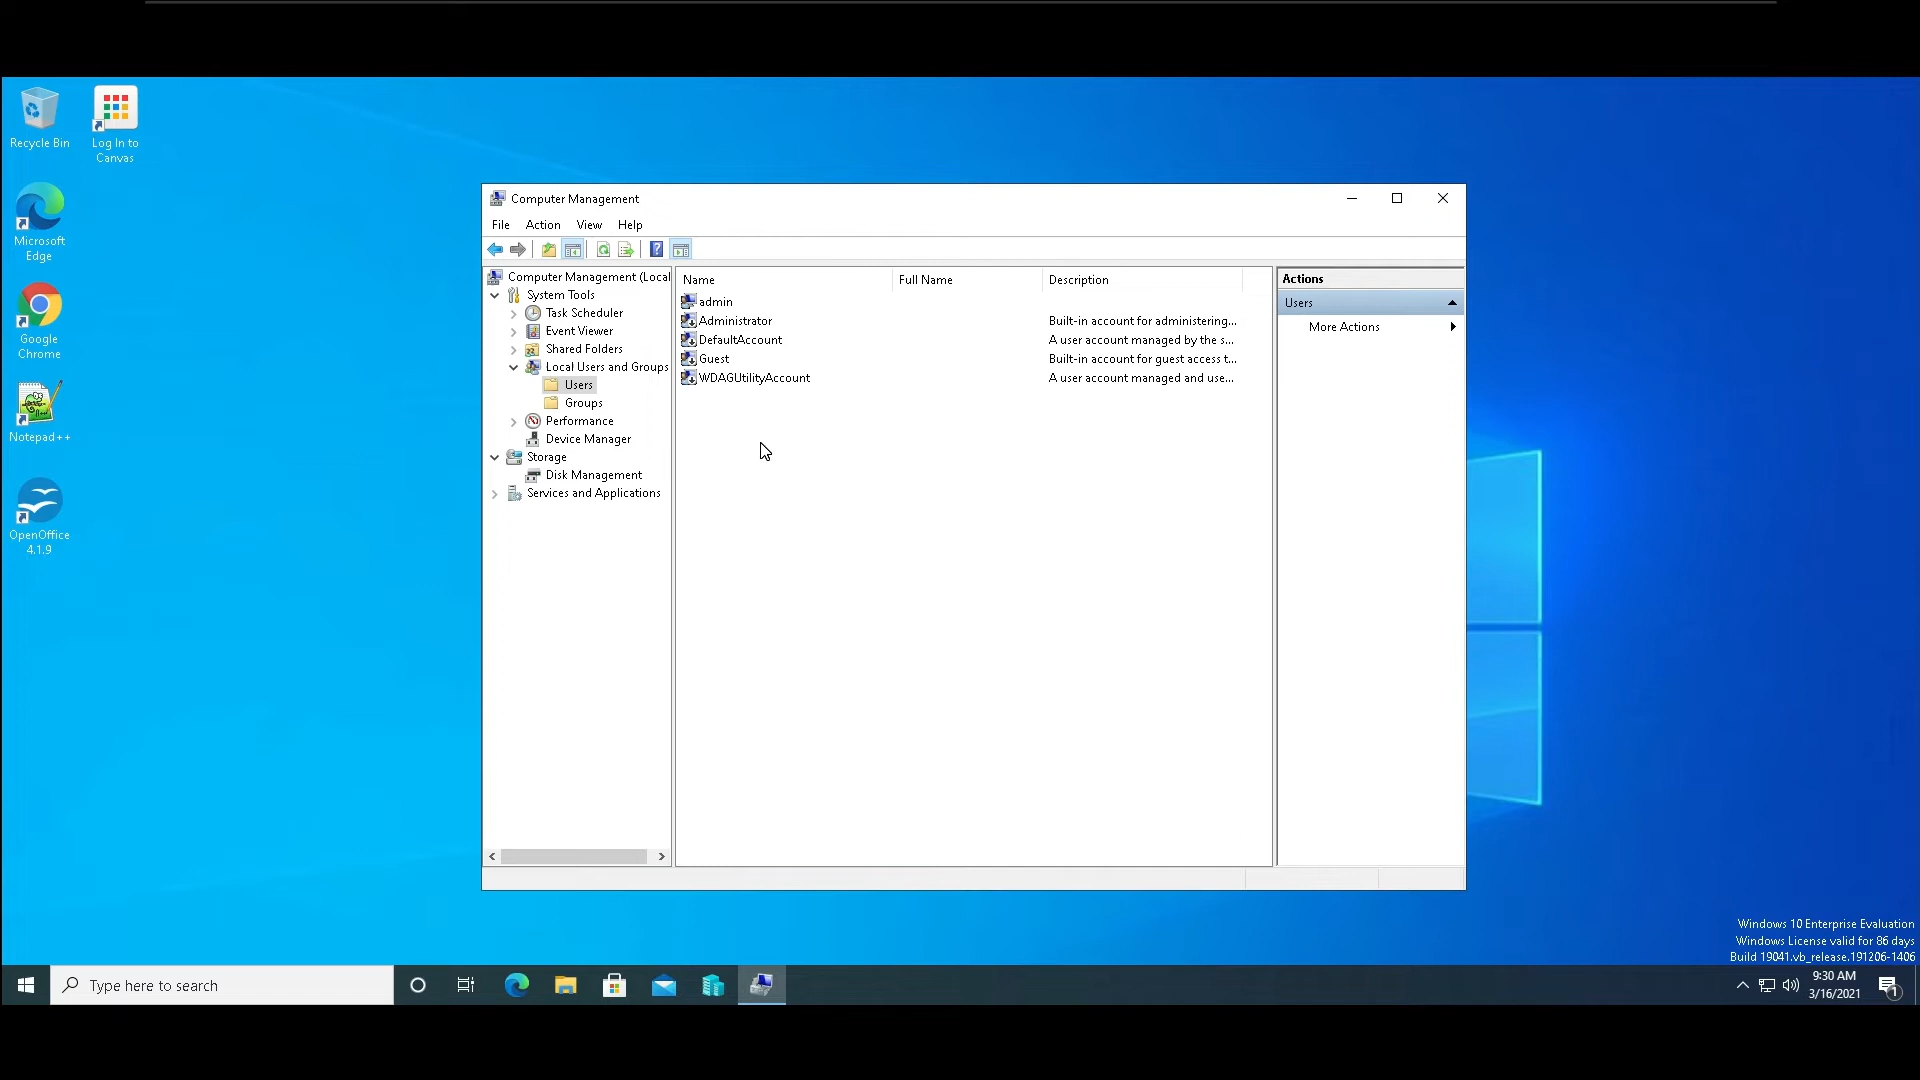 Recycle Bin
Log In to
Canvas
Microsoft
Edge
Google
Chrome
Notepad++
OpenOffice
4.1.9
Computer Management
File Action View Help
Computer Management (Local
System Tools
Task Scheduler
Event Viewer
Shared Folders
Local Users and Groups
Users
Groups
Performance
Device Manager
Storage
Disk Management
Services and Applications
Name Full Name Description
admin
Administrator Built-in account for administering...
DefaultAccount A user account managed by the s...
Guest Built-in account for guest access t...
WDAGUtilityAccount A user account managed and use...
Actions
Users
More Actions
Windows 10 Enterprise Evaluation
Windows License valid for 86 days
Build 19041.vb_release.191206-1406
Type here to search
9:30 AM
3/16/2021
1